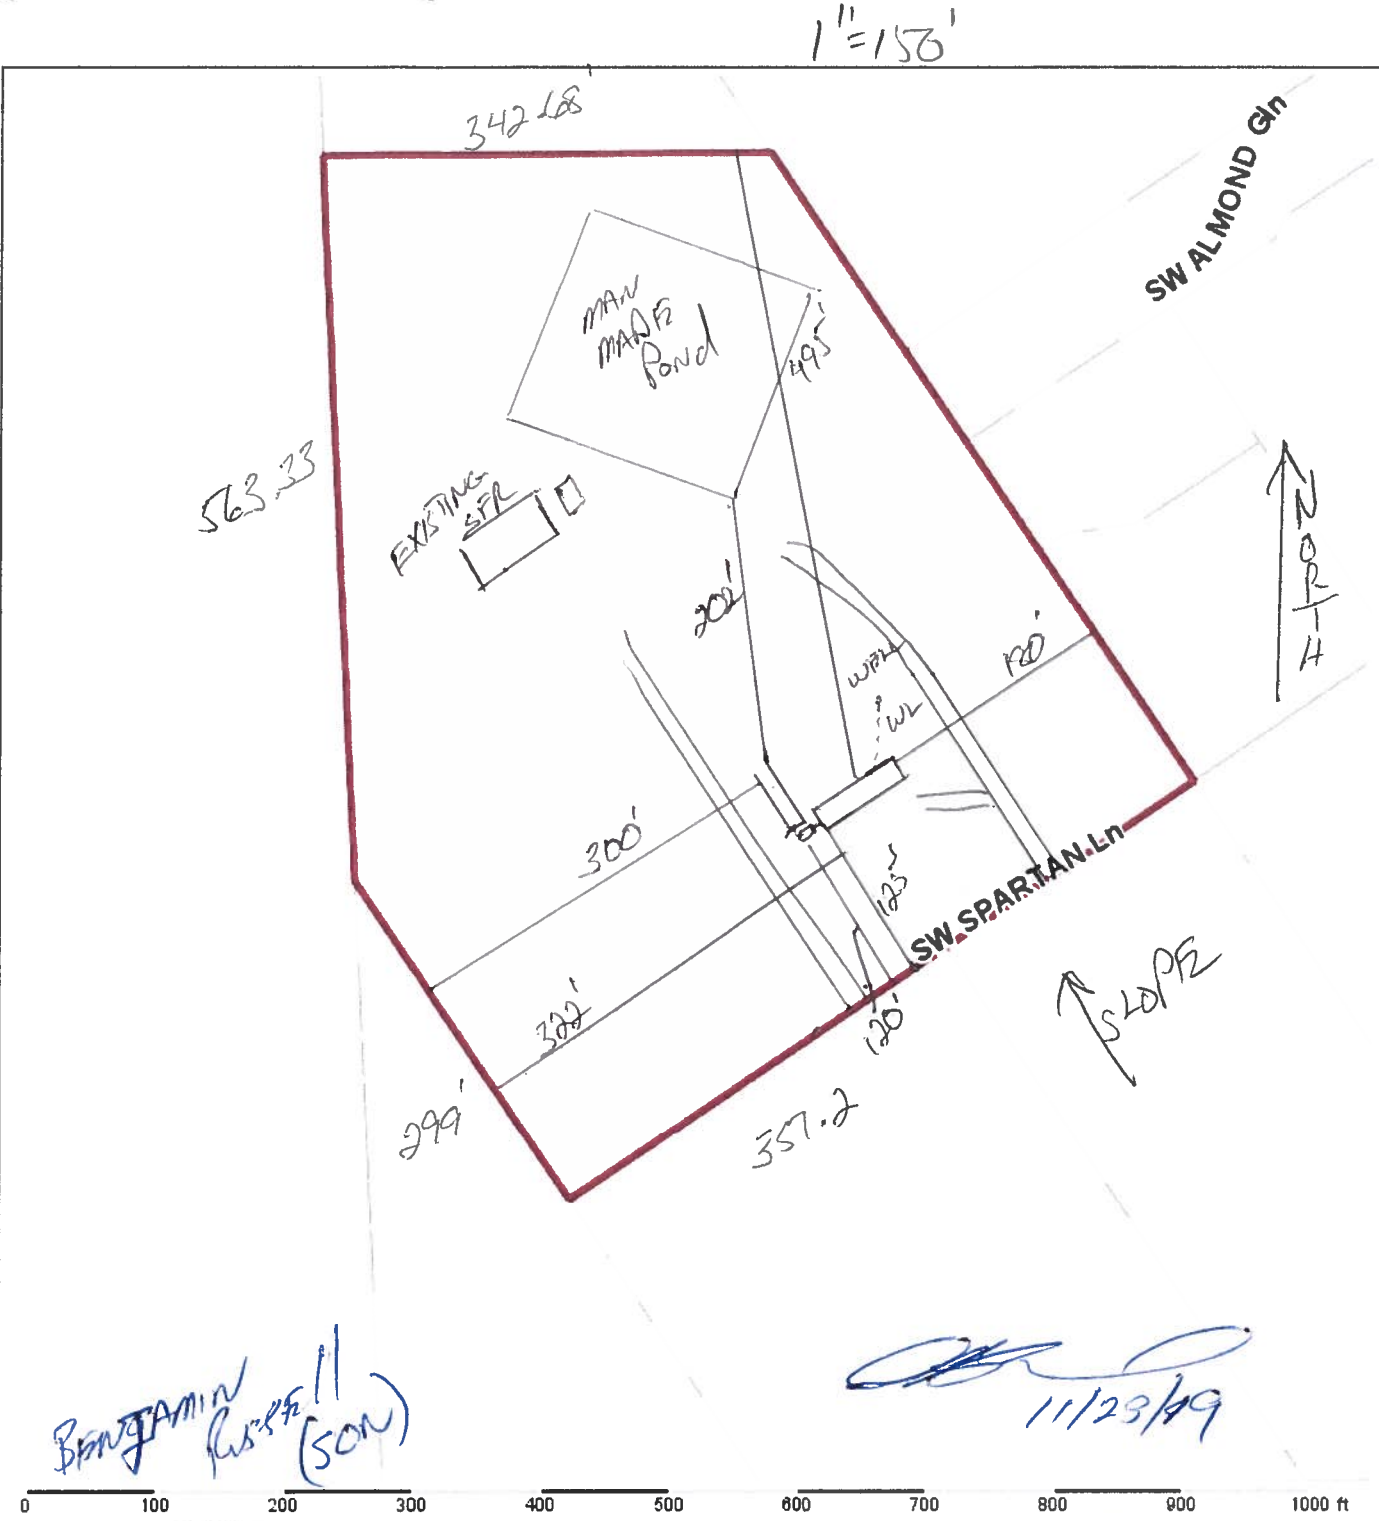 1"=150'
342.68
SW ALMOND Gln
MAN
MADE
Pond
495'
563.33
EXISTING
SFR
NORTH
202'
120'
WELL
WL
300'
125'
SW SPARTAN Ln
322'
120'
SLOPE
299'
357.2
BENJAMIN
Russell
(SON)
11/23/19
0 100 200 300 400 500 600 700 800 900 1000 ft